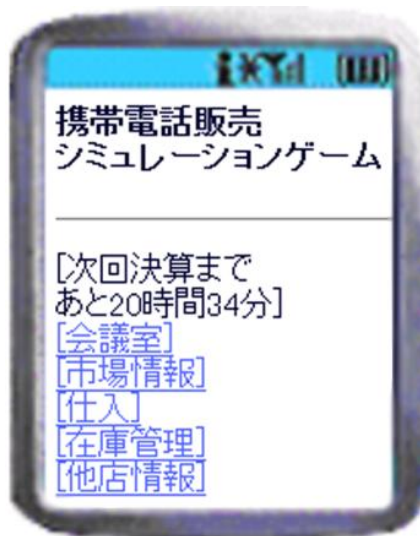 携帯電話販売
シミュレーションゲーム
[次回決算まで
あと20時間34分]
[会議室]
[市場情報]
[仕入]
[在庫管理]
[他店情報]